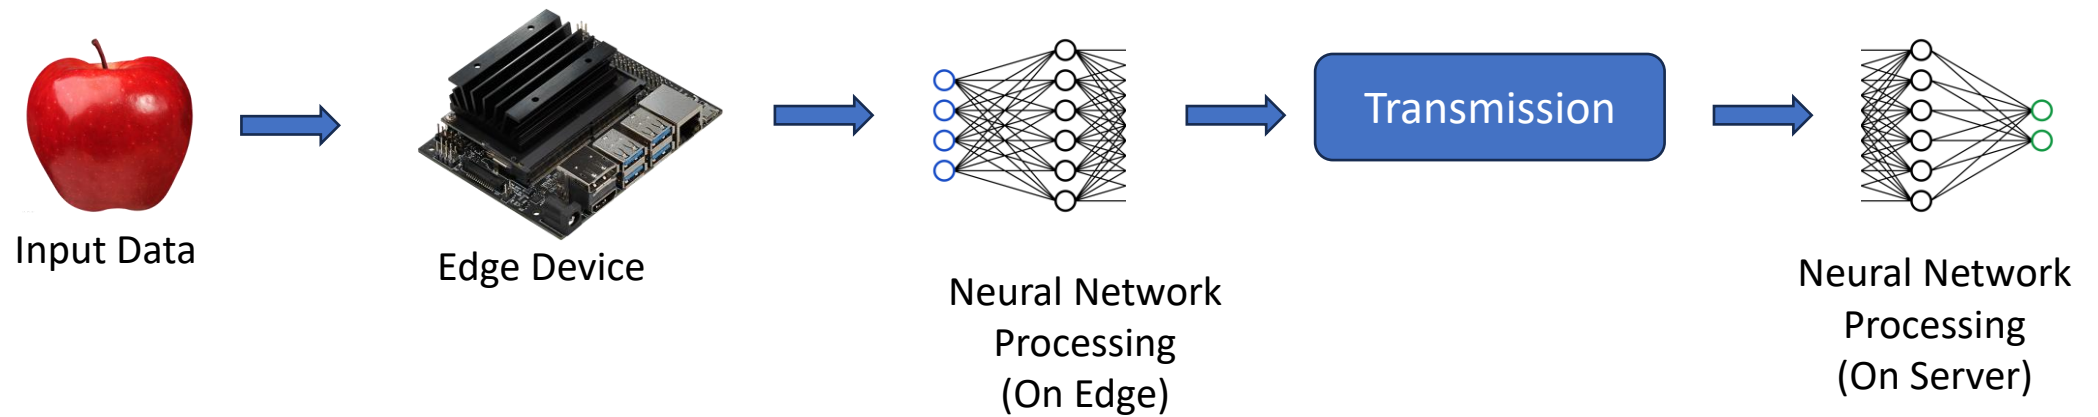 Input Data
Edge Device
Neural Network
Processing
(On Edge)
Transmission
Neural Network
Processing
(On Server)